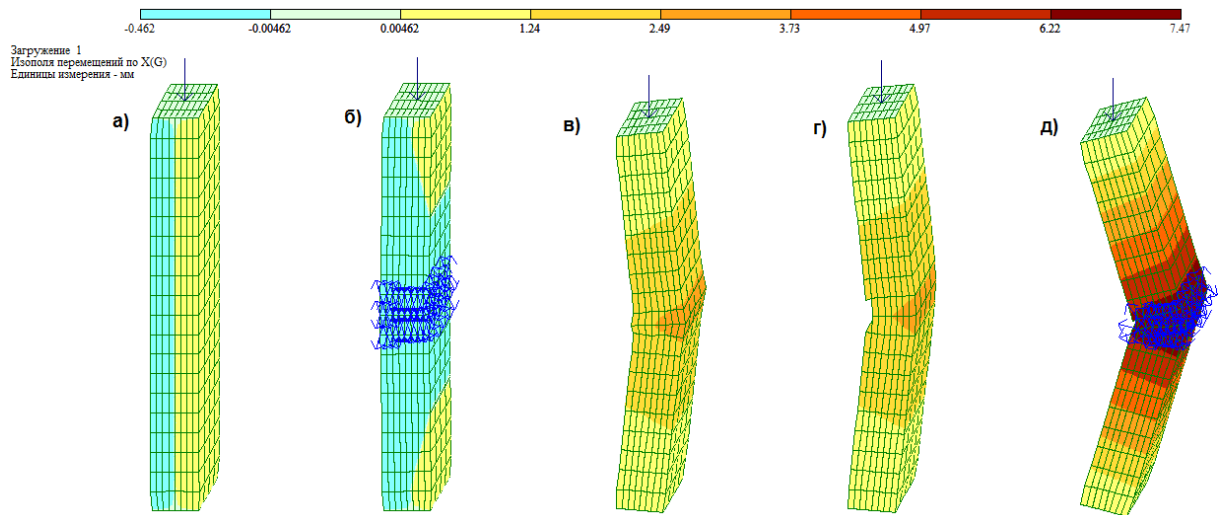 -0.462 -0.00462 0.00462 1.24 2.49 3.73 4.97 6.22 7.47
Загружение 1
Изополя перемещений по X(G)
Единицы измерения - мм
а) б) в) г) д)